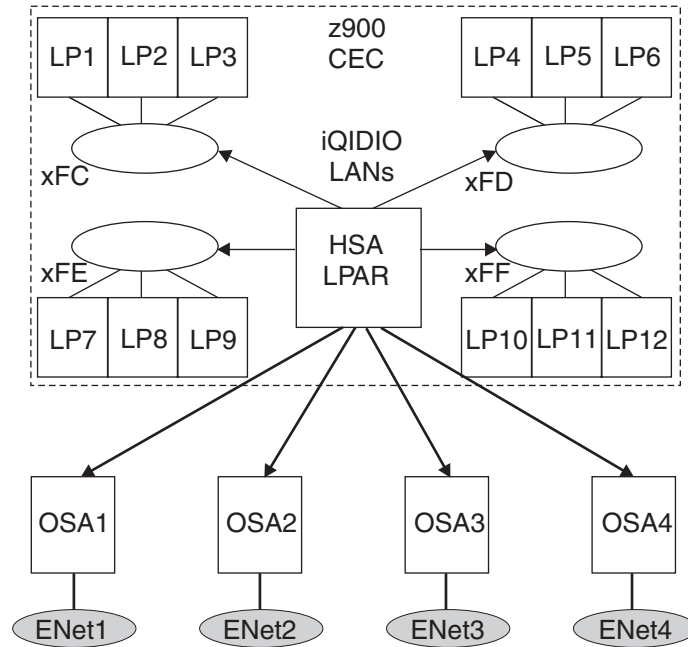 LP1 LP2 LP3
z900
CEC
LP4 LP5 LP6
iQIDIO
LANs
xFC
xFD
HSA
LPAR
xFE
xFF
LP7 LP8 LP9
LP10 LP11 LP12
OSA1 OSA2 OSA3 OSA4
ENet1 ENet2 ENet3 ENet4